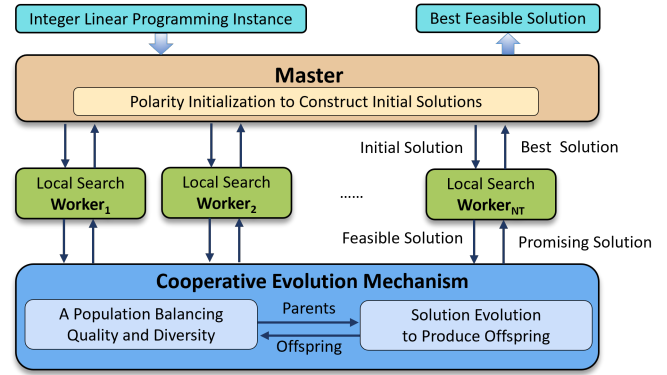 Integer Linear Programming Instance
Best Feasible Solution
Master
Polarity Initialization to Construct Initial Solutions
Initial Solution
Best Solution
Local Search
Worker1
Local Search
Worker2
......
Local Search
WorkerNT
Feasible Solution
Promising Solution
Cooperative Evolution Mechanism
A Population Balancing
Quality and Diversity
Parents
Offspring
Solution Evolution
to Produce Offspring